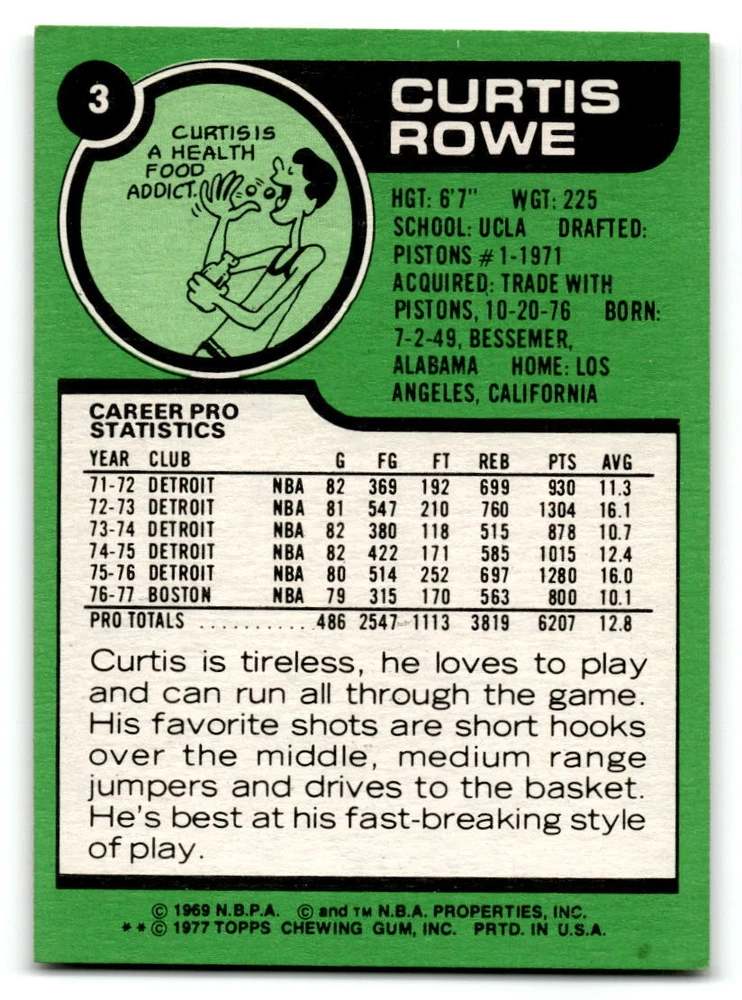 3
CURTIS
ROWE
CURTIS IS
A HEALTH
FOOD
ADDICT.
HGT: 6'7" WGT: 225
SCHOOL: UCLA DRAFTED:
PISTONS #1-1971
ACQUIRED: TRADE WITH
PISTONS, 10-20-76 BORN:
7-2-49, BESSEMER,
ALABAMA HOME: LOS
ANGELES, CALIFORNIA
CAREER PRO
STATISTICS
YEAR CLUB G FG FT REB PTS AVG
71-72 DETROIT NBA 82 369 192 699 930 11.3
72-73 DETROIT NBA 81 547 210 760 1304 16.1
73-74 DETROIT NBA 82 380 118 515 878 10.7
74-75 DETROIT NBA 82 422 171 585 1015 12.4
75-76 DETROIT NBA 80 514 252 697 1280 16.0
76-77 BOSTON NBA 79 315 170 563 800 10.1
PRO TOTALS ........... 486 2547 1113 3819 6207 12.8
Curtis is tireless, he loves to play
and can run all through the game.
His favorite shots are short hooks
over the middle, medium range
jumpers and drives to the basket.
He's best at his fast-breaking style
of play.
© 1969 N.B.P.A. © and TM N.B.A. PROPERTIES, INC.
**© 1977 TOPPS CHEWING GUM, INC. PRTD. IN U.S.A.